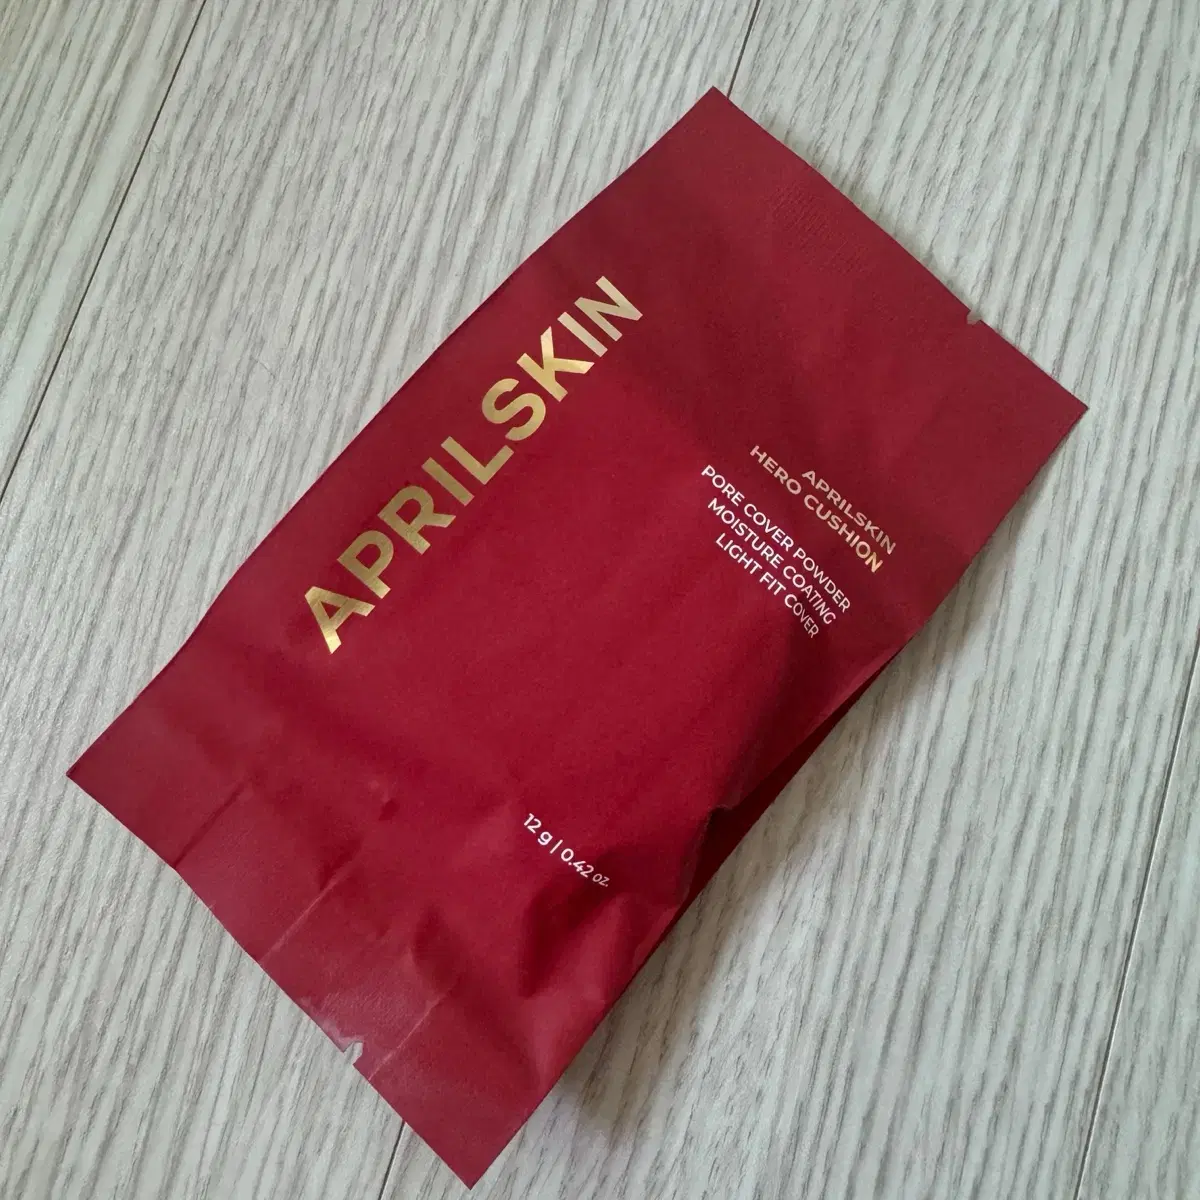 APRILSKIN
APRILSKIN
HERO CUSHION
PORE COVER POWDER
MOISTURE COATING
LIGHT FIT COVER
12 g | 0.42 oz.